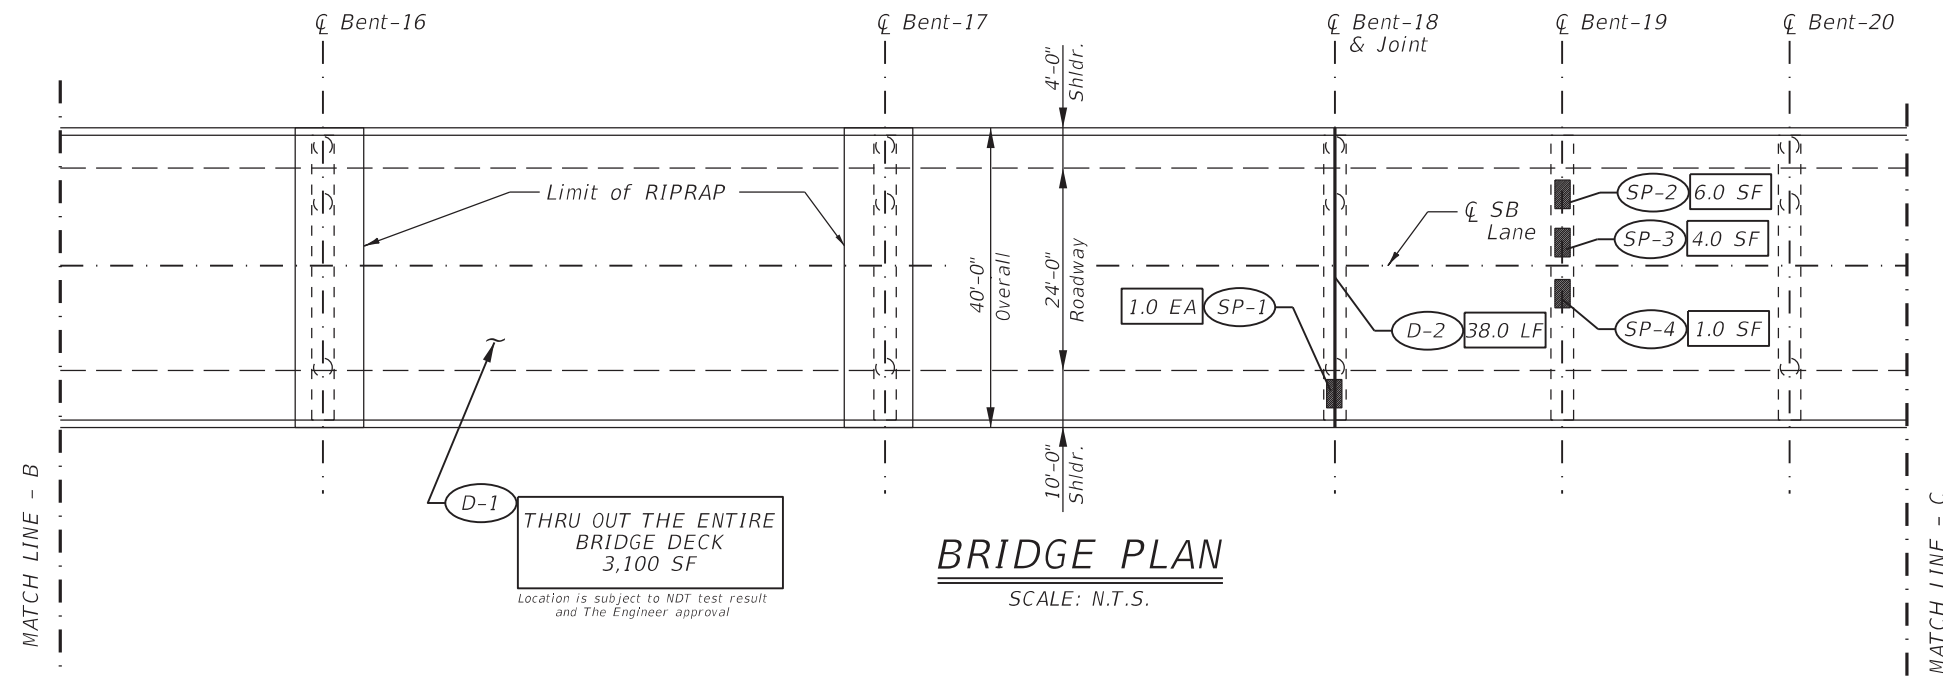 ℄ Bent-16
℄ Bent-17
℄ Bent-18
& Joint
℄ Bent-19
℄ Bent-20
4'-0"
Shldr.
Limit of RIPRAP
40'-0"
Overall
24'-0"
Roadway
℄ SB
Lane
SP-2 6.0 SF
SP-3 4.0 SF
1.0 EA SP-1
D-2 38.0 LF
SP-4 1.0 SF
10'-0"
Shldr.
MATCH LINE - B
D-1
THRU OUT THE ENTIRE
BRIDGE DECK
3,100 SF
Location is subject to NDT test result
and The Engineer approval
BRIDGE PLAN
SCALE: N.T.S.
MATCH LINE - C